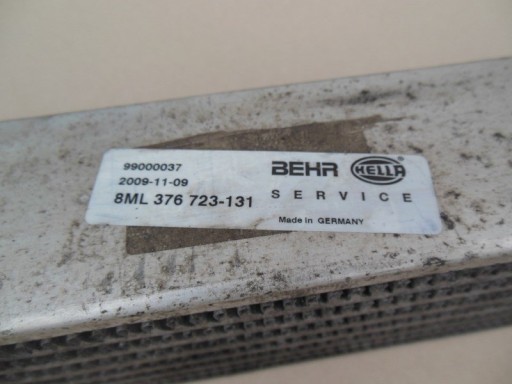 99000037
2009-11-09
8ML 376 723-131
BEHR HELLA
SERVICE
Made in GERMANY